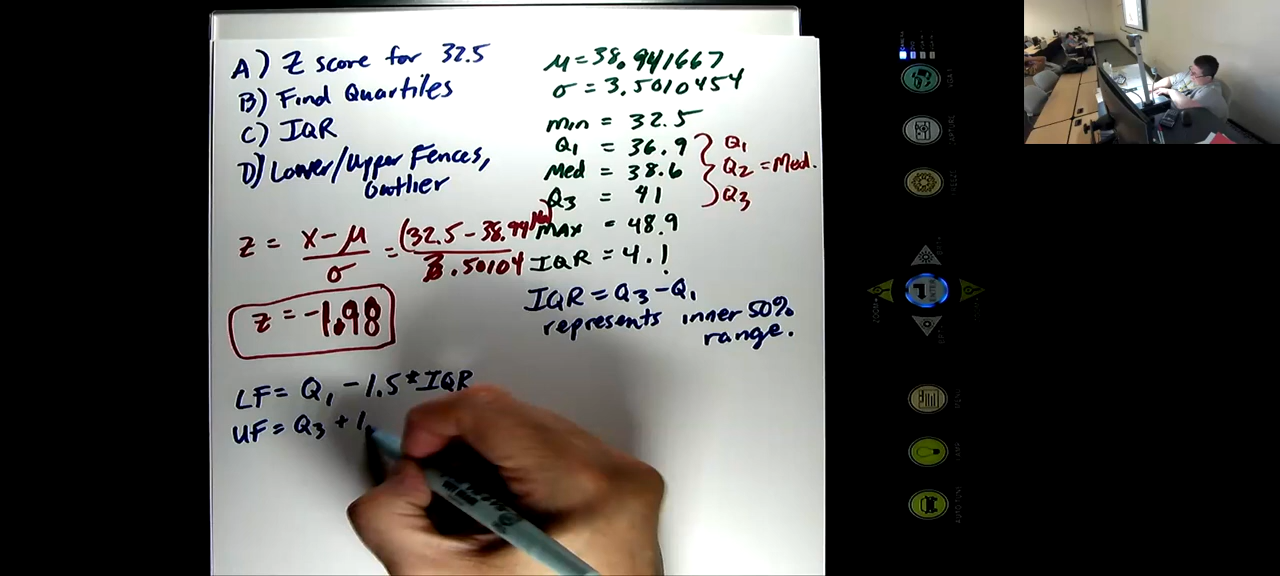 A) Z score for 32.5
B) Find Quartiles
C) IQR
D) Lower/Upper Fences,
Outlier
μ = 38.941667
σ = 3.5010454
min = 32.5
Q1 = 36.9
Med = 38.6
Q3 = 41
MAX = 48.9
IQR = 4.1
Q1
Q2 = Med.
Q3
IQR = Q3 - Q1
represents inner 50%
range.
z = x - μ / σ = (32.5 - 38.941 / 3.50104
z = -1.98
LF = Q1 - 1.5 * IQR
UF = Q3 + 1.
MENU